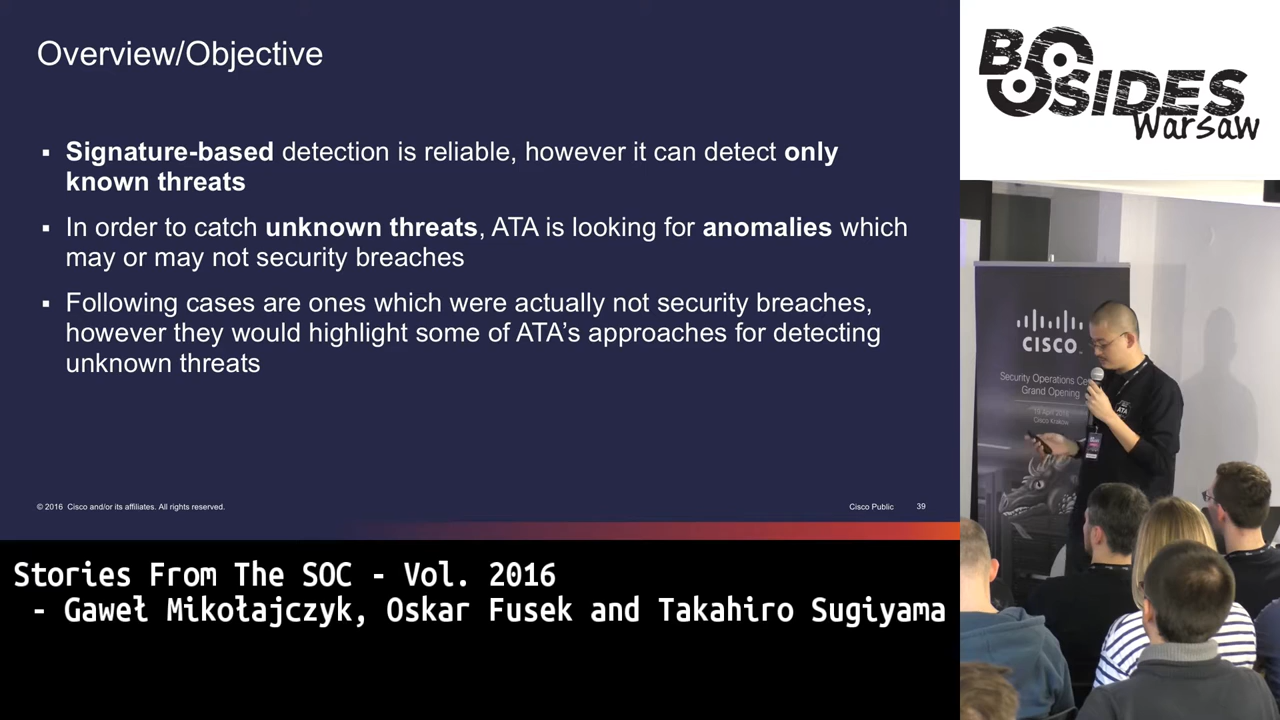 Overview/Objective
▪ Signature-based detection is reliable, however it can detect only
known threats
▪ In order to catch unknown threats, ATA is looking for anomalies which
may or may not security breaches
▪ Following cases are ones which were actually not security breaches,
however they would highlight some of ATA’s approaches for detecting
unknown threats
© 2016 Cisco and/or its affiliates. All rights reserved.
Cisco Public
39
BSIDES
Warsaw
CISCO
Security Operations Ce
Grand Opening
Cisco Kraków
ATA
Stories From The SOC - Vol. 2016
- Gaweł Mikołajczyk, Oskar Fusek and Takahiro Sugiyama